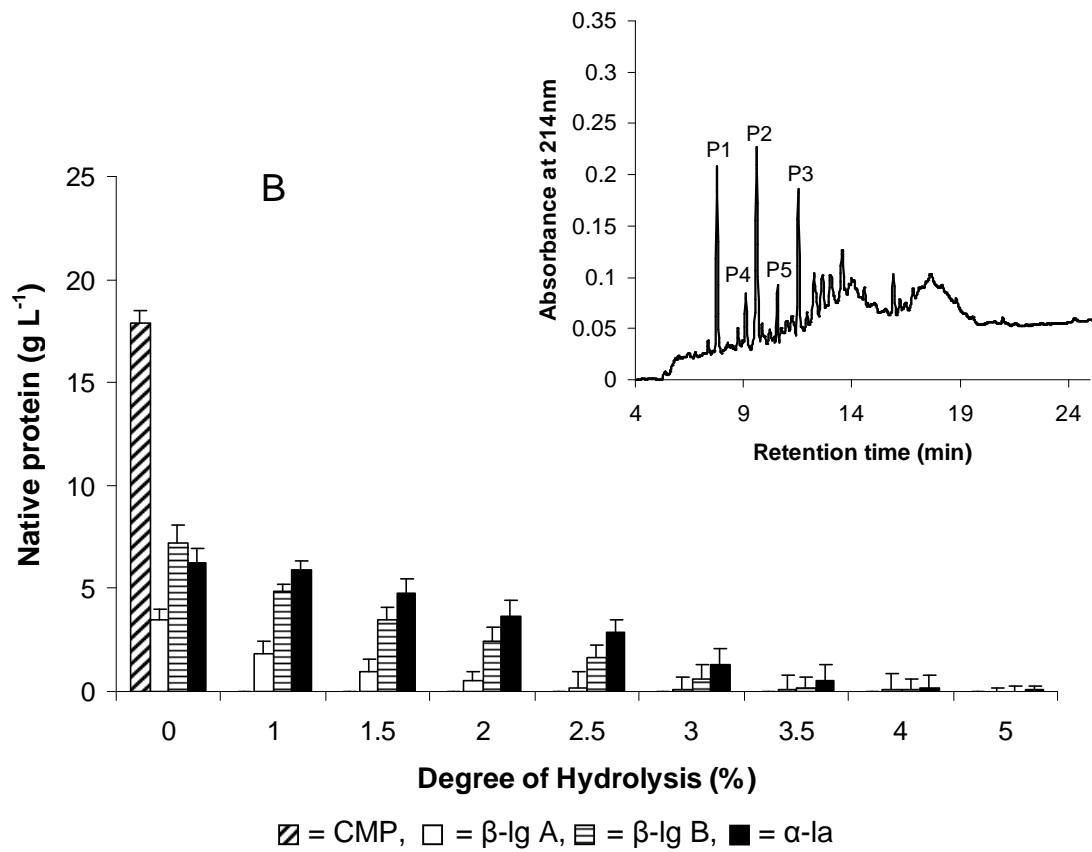 0.35
0.3
0.25
0.2
0.15
0.1
0.05
0
Absorbance at 214nm
P1
P2
P3
P4
P5
4 9 14 19 24
Retention time (min)
B
25
20
15
10
5
0
Native protein (g L⁻¹)
0 1 1.5 2 2.5 3 3.5 4 5
Degree of Hydrolysis (%)
= CMP, = β-lg A, = β-lg B, = α-la